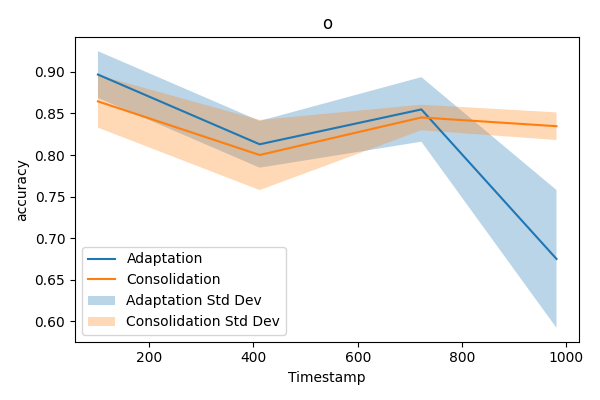 o
accuracy
0.90
0.85
0.80
0.75
0.70
0.65
0.60
Adaptation
Consolidation
Adaptation Std Dev
Consolidation Std Dev
200 400 600 800 1000
Timestamp